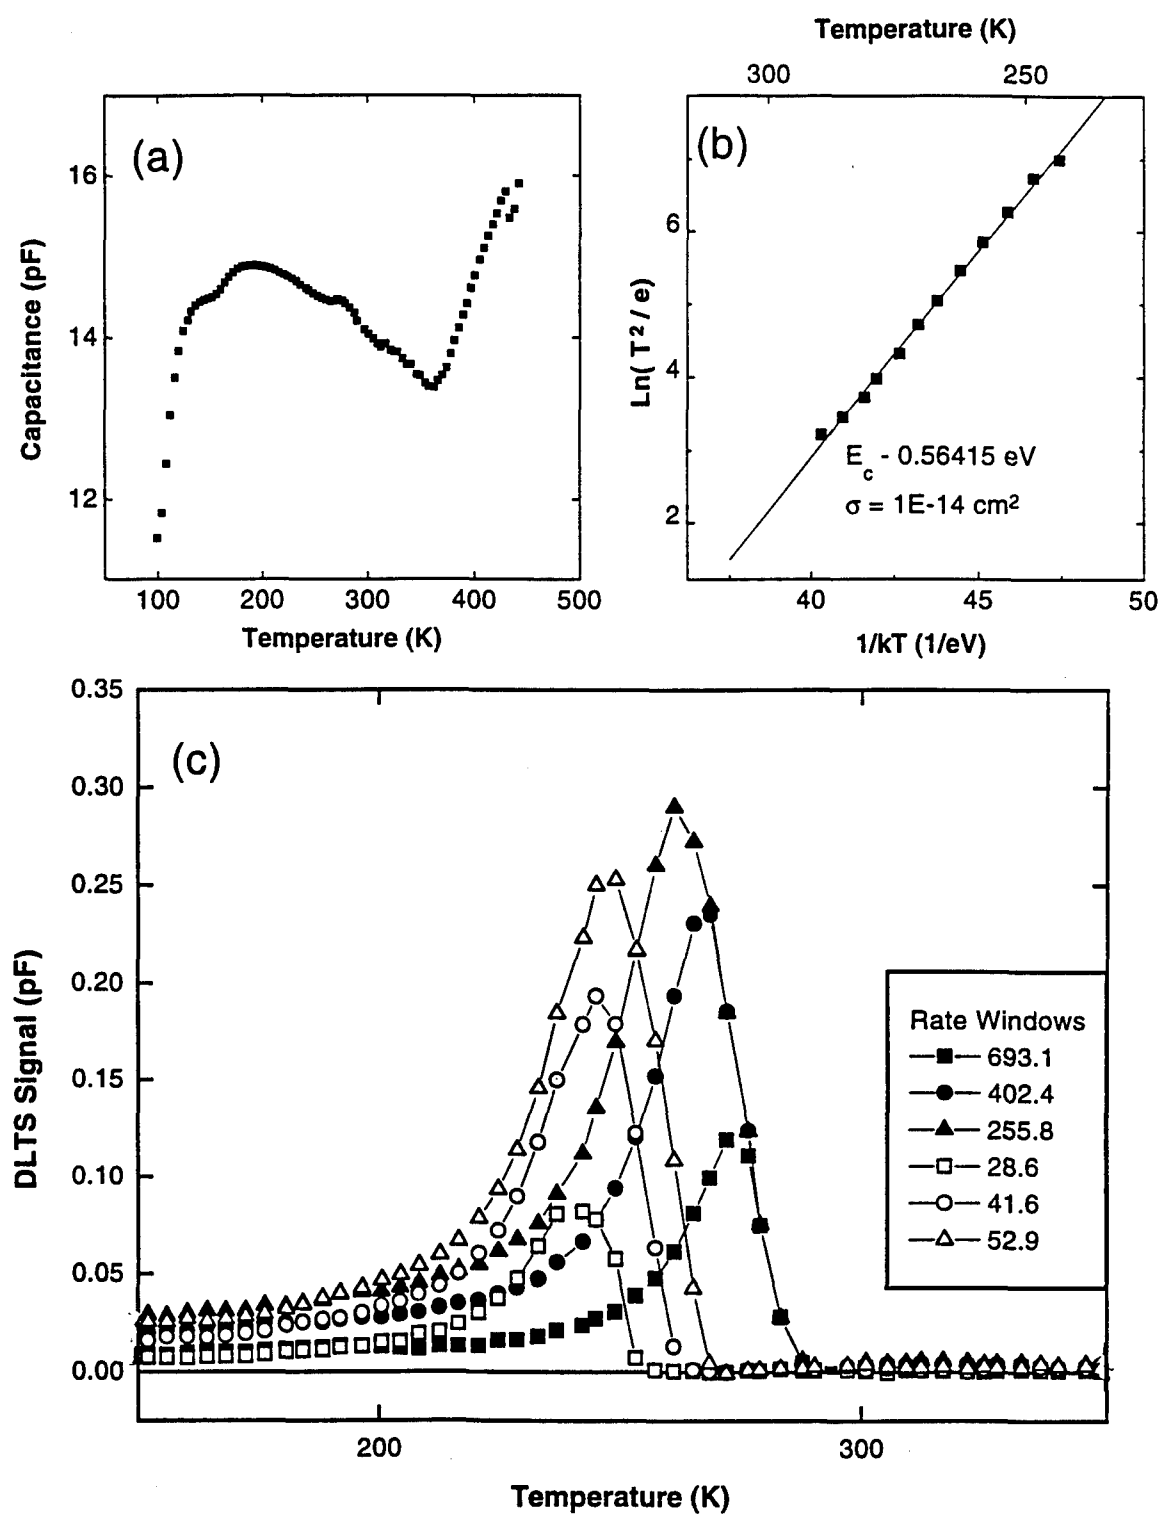 (a)
16
14
12
Capacitance (pF)
100 200 300 400 500
Temperature (K)
Temperature (K)
300 250
(b)
6
4
2
Ln( T² / e)
E_c - 0.56415 eV
σ = 1E-14 cm²
40 45 50
1/kT (1/eV)
(c)
0.35
0.30
0.25
0.20
0.15
0.10
0.05
0.00
DLTS Signal (pF)
Rate Windows
693.1
402.4
255.8
28.6
41.6
52.9
200 300
Temperature (K)